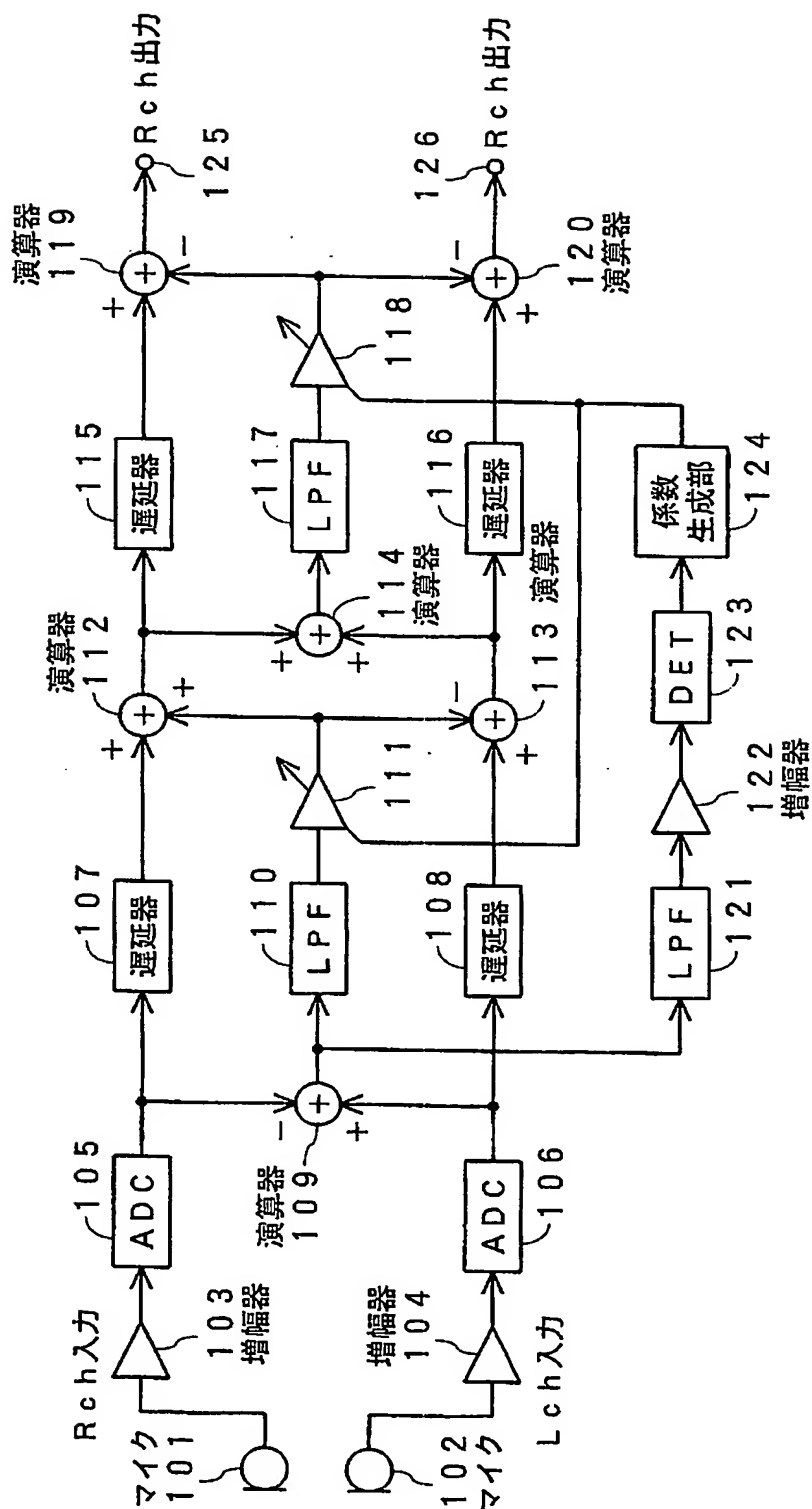 Rch入力
マイク
101
103
増幅器
105
ADC
107
遅延器
演算器
112
+
+
+
115
遅延器
演算器
119
+
+
-
Rch出力
125
演算器
109
-
+
+
110
LPF
111
+
+
+
114
演算器
117
LPF
118
マイク
102
増幅器
104
Lch入力
106
ADC
108
遅延器
-
+
+
113
演算器
116
遅延器
-
+
+
120
演算器
Rch出力
126
121
LPF
122
増幅器
123
DET
124
係数
生成部